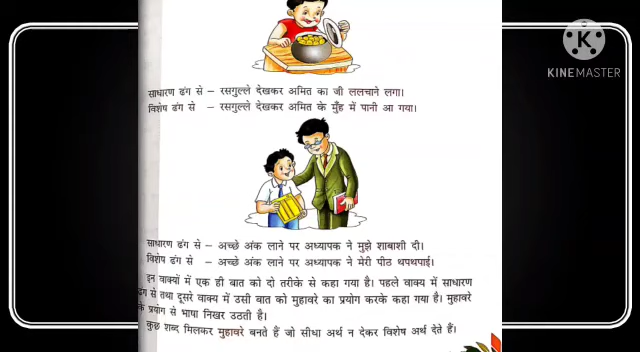 KINEMASTER
साधारण ढंग से – रसगुल्ले देखकर अमित का जी ललचाने लगा।
विशेष ढंग से – रसगुल्ले देखकर अमित के मुँह में पानी आ गया।
साधारण ढंग से – अच्छे अंक लाने पर अध्यापक ने मुझे शाबाशी दी।
विशेष ढंग से – अच्छे अंक लाने पर अध्यापक ने मेरी पीठ थपथपाई।
इन वाक्यों में एक ही बात को दो तरीके से कहा गया है। पहले वाक्य में साधारण
ढंग से तथा दूसरे वाक्य में उसी बात को मुहावरे का प्रयोग करके कहा गया है। मुहावरे
के प्रयोग से भाषा निखर उठती है।
कुछ शब्द मिलकर मुहावरे बनते हैं जो सीधा अर्थ न देकर विशेष अर्थ देते हैं।